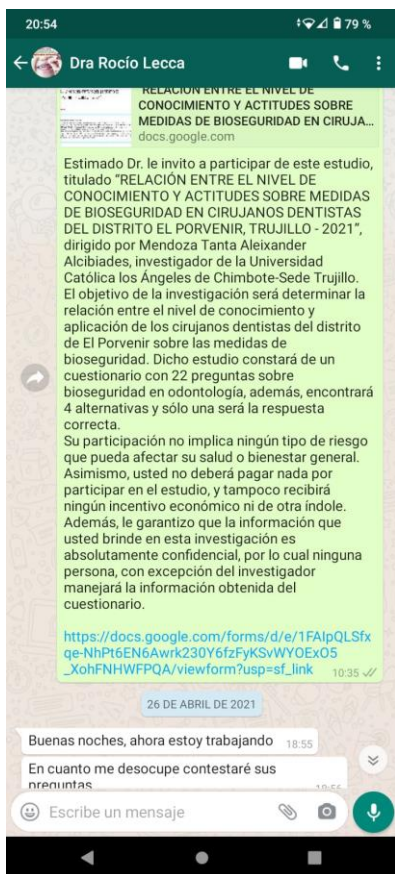 20:54
79 %
Dra Rocío Lecca
"RELACIÓN ENTRE EL NIVEL DE
CONOCIMIENTO Y ACTITUDES SOBRE
MEDIDAS DE BIOSEGURIDAD EN CIRUJA...
docs.google.com
Estimado Dr. le invito a participar de este estudio,
titulado "RELACIÓN ENTRE EL NIVEL DE
CONOCIMIENTO Y ACTITUDES SOBRE MEDIDAS
DE BIOSEGURIDAD EN CIRUJANOS DENTISTAS
DEL DISTRITO EL PORVENIR, TRUJILLO - 2021",
dirigido por Mendoza Tanta Aleixander
Alcibiades, investigador de la Universidad
Católica los Ángeles de Chimbote-Sede Trujillo.
El objetivo de la investigación será determinar la
relación entre el nivel de conocimiento y
aplicación de los cirujanos dentistas del distrito
de El Porvenir sobre las medidas de
bioseguridad. Dicho estudio constará de un
cuestionario con 22 preguntas sobre
bioseguridad en odontología, además, encontrará
4 alternativas y sólo una será la respuesta
correcta.
Su participación no implica ningún tipo de riesgo
que pueda afectar su salud o bienestar general.
Asimismo, usted no deberá pagar nada por
participar en el estudio, y tampoco recibirá
ningún incentivo económico ni de otra índole.
Además, le garantizo que la información que
usted brinde en esta investigación es
absolutamente confidencial, por lo cual ninguna
persona, con excepción del investigador
manejará la información obtenida del
cuestionario.
https://docs.google.com/forms/d/e/1FAIpQLSfx
qe-NhPt6EN6Awrk230Y6fzFyKSvWYOExO5
_XohFNHWFPQA/viewform?usp=sf_link 10:35
26 DE ABRIL DE 2021
Buenas noches, ahora estoy trabajando 18:55
En cuanto me desocupe contestaré sus
preguntas
Escribe un mensaje